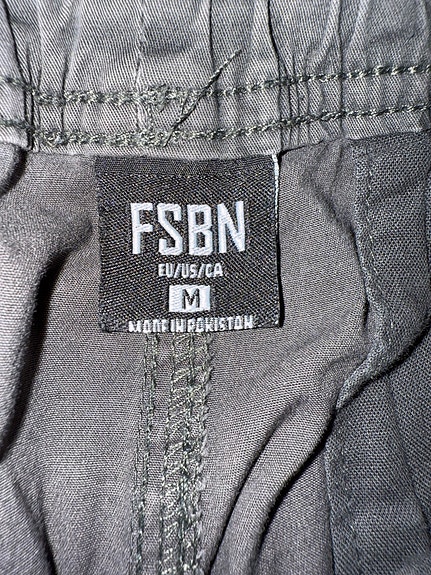 FSBN
EU/US/CA
M
MADE IN PAKISTAN